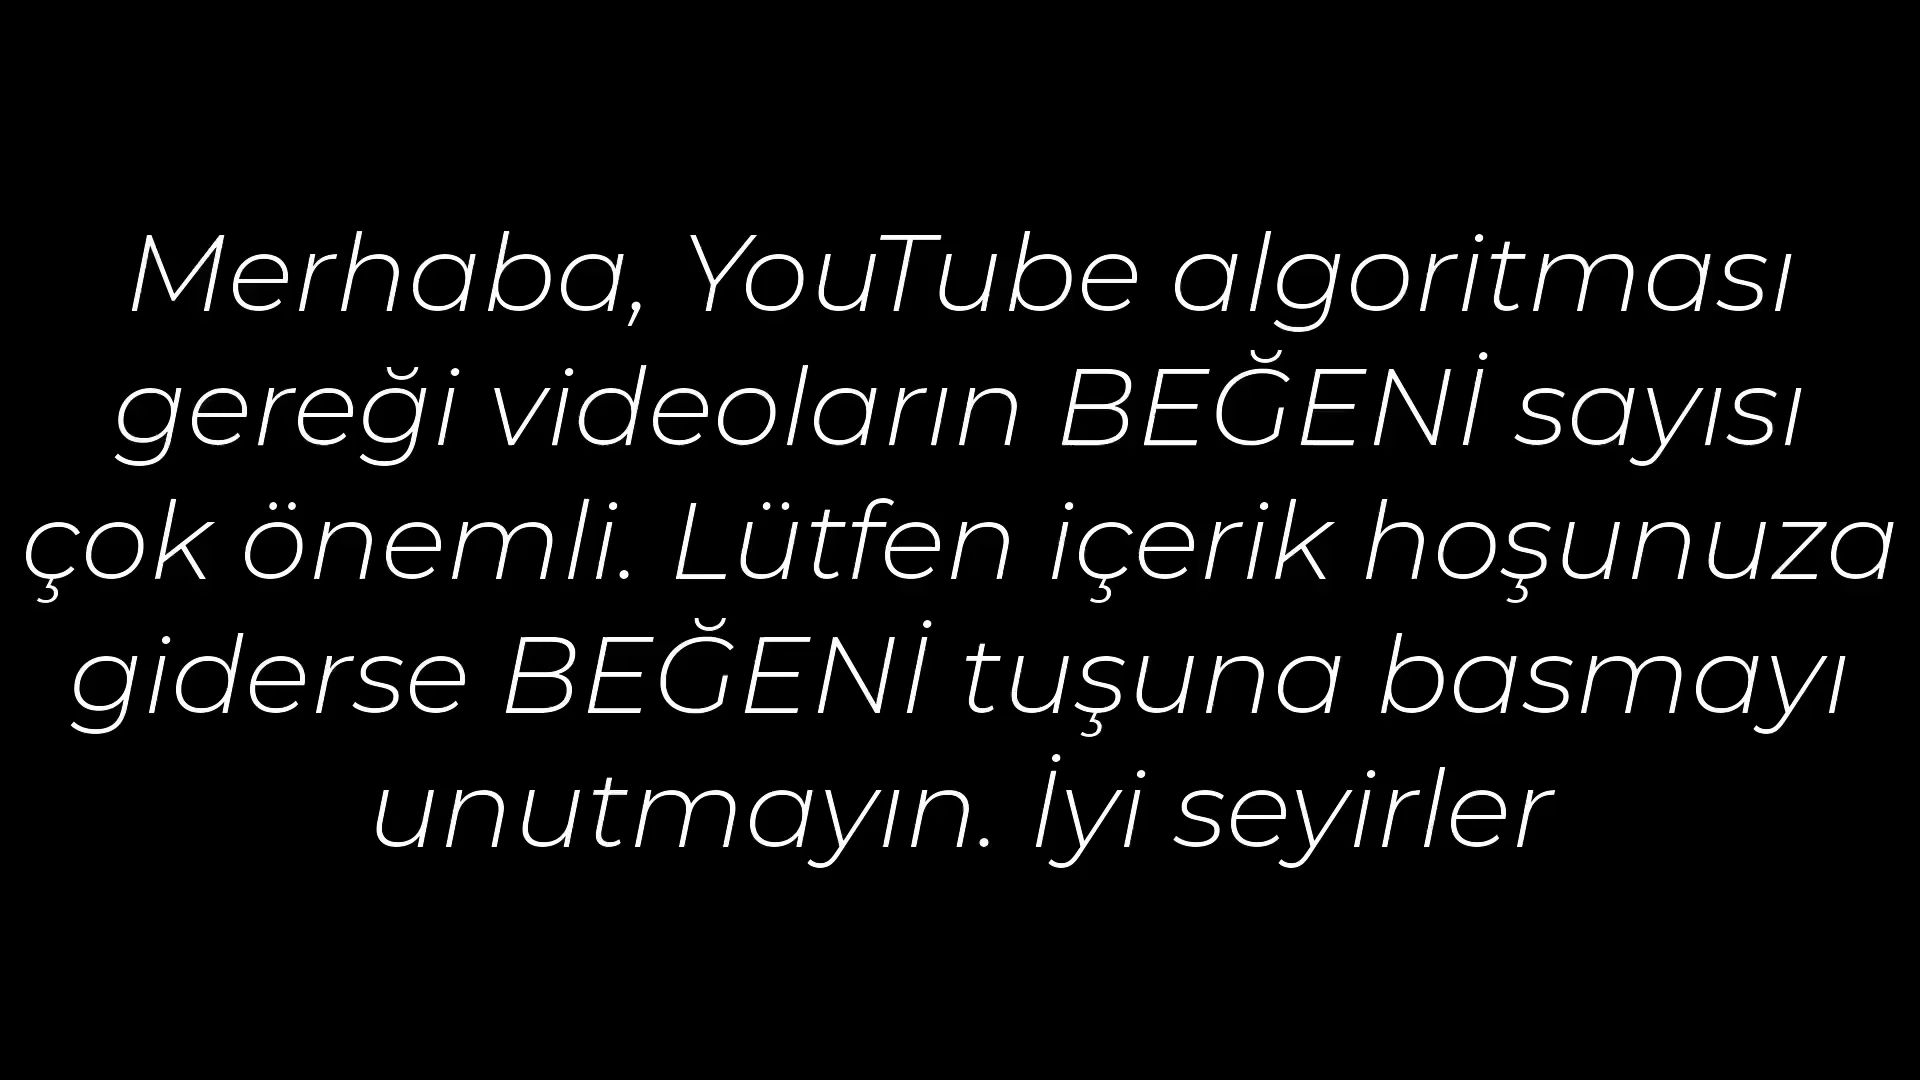 Merhaba, YouTube algoritması
gereği videoların BEĞENİ sayısı
çok önemli. Lütfen içerik hoşunuza
giderse BEĞENİ tuşuna basmayı
unutmayın. İyi seyirler